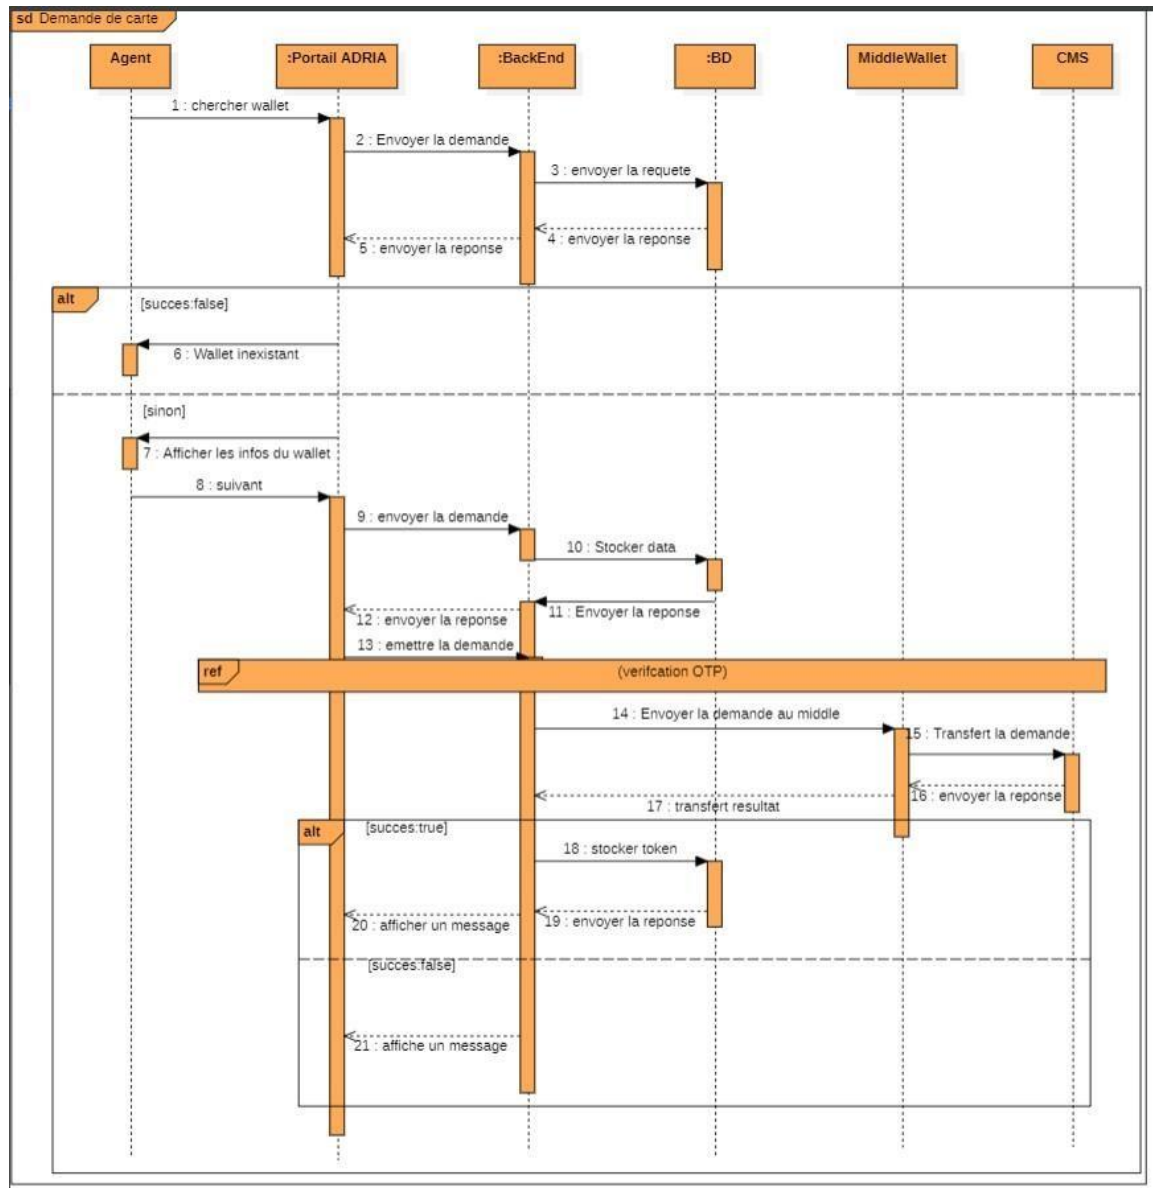 sd Demande de carte
Agent
:Portail ADRIA
:BackEnd
:BD
MiddleWallet
CMS
1 : chercher wallet
2 : Envoyer la demande
3 : envoyer la requete
4 : envoyer la reponse
5 : envoyer la reponse
alt
[succes:false]
6 : Wallet inexistant
[sinon]
7 : Afficher les infos du wallet
8 : suivant
9 : envoyer la demande
10 : Stocker data
11 : Envoyer la reponse
12 : envoyer la reponse
13 : emettre la demande
ref
(verifcation OTP)
14 : Envoyer la demande au middle
15 : Transfert la demande
16 : envoyer la reponse
17 : transfert resultat
alt
[succes:true]
18 : stocker token
19 : envoyer la reponse
20 : afficher un message
[succes:false]
21 : affiche un message